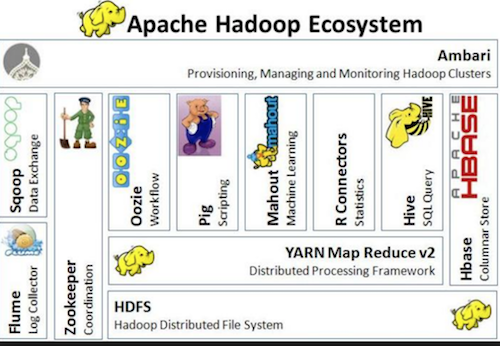 Apache Hadoop Ecosystem
Ambari
Provisioning, Managing and Monitoring Hadoop Clusters
sqoop
Sqoop
Data Exchange
Flume
Log Collector
Zookeeper
Coordination
OOZIE
Oozie
Workflow
Pig
Scripting
mahout
Mahout
Machine Learning
R Connectors
Statistics
HIVE
Hive
SQL Query
APACHE
HBASE
Hbase
Columnar Store
YARN Map Reduce v2
Distributed Processing Framework
HDFS
Hadoop Distributed File System